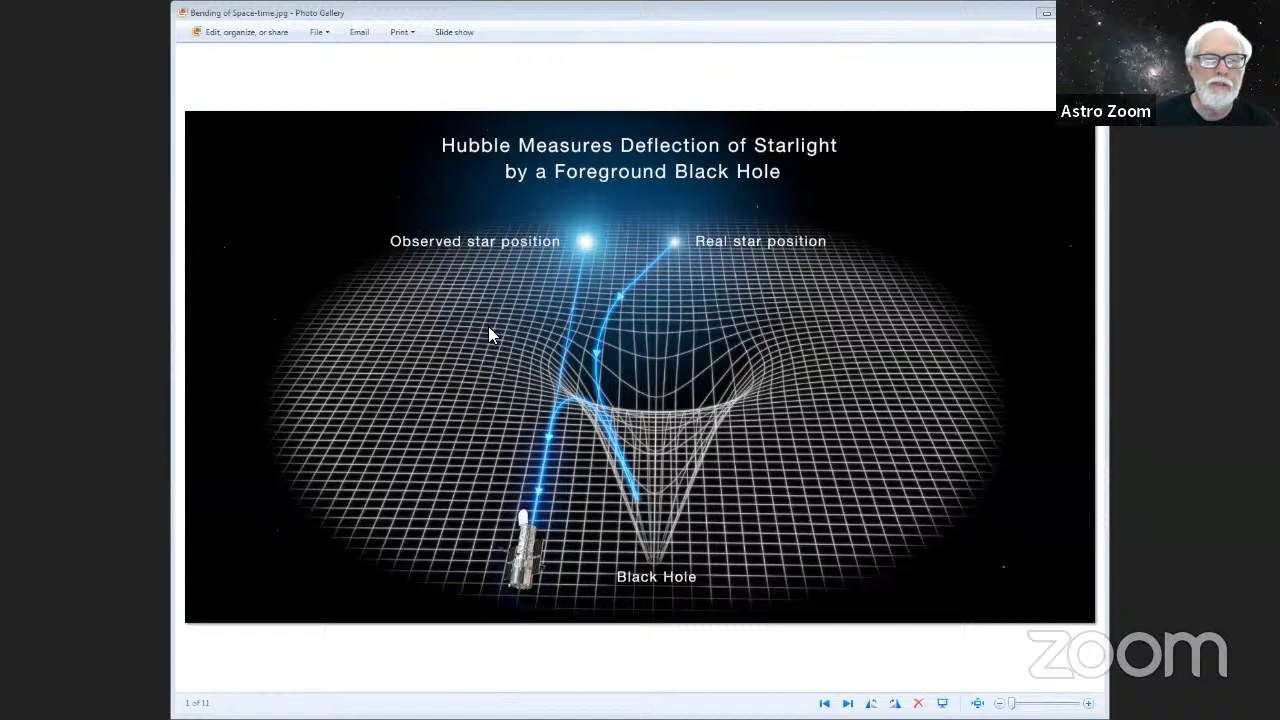 Bending of Space-time.jpg - Photo Gallery
Edit, organize, or share File Email Print Slide show
Astro Zoom
Hubble Measures Deflection of Starlight
by a Foreground Black Hole
Observed star position Real star position
Black Hole
zoom
1 of 11